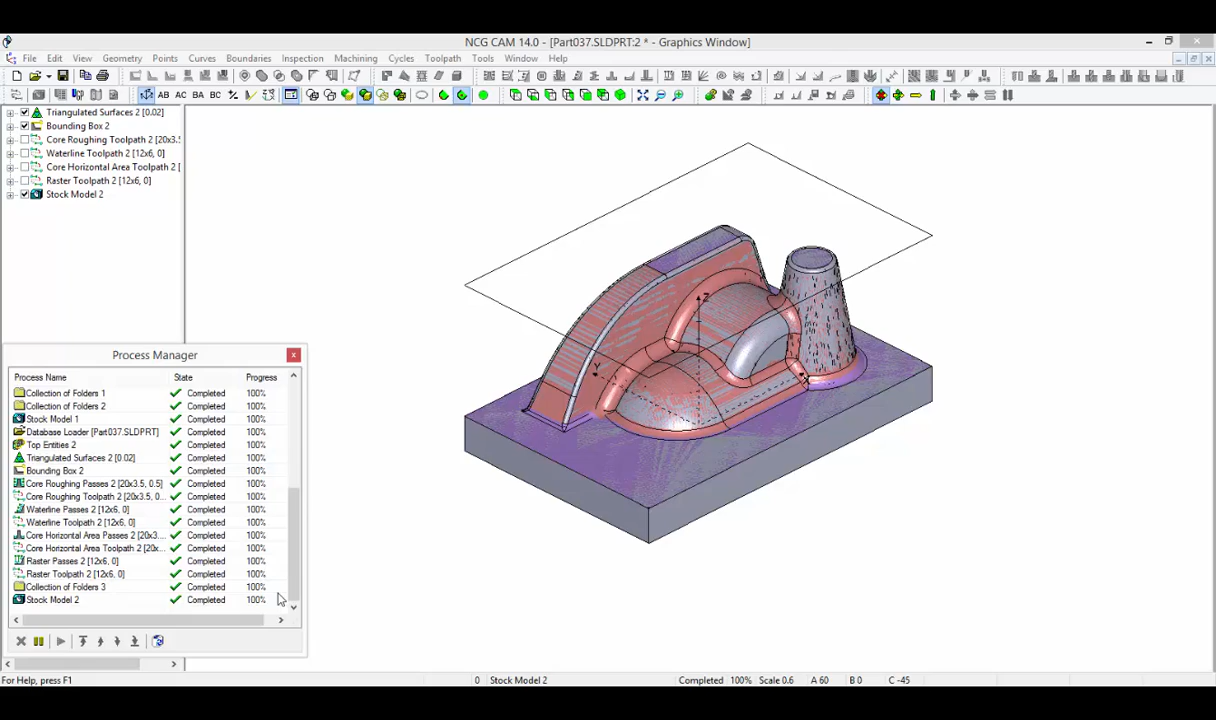 NCG CAM 14.0 - [Part037.SLDPRT:2 * - Graphics Window]
File Edit View Geometry Points Curves Boundaries Inspection Machining Cycles Toolpath Tools Window Help
AB AC BA BC
Triangulated Surfaces 2 [0.02]
Bounding Box 2
Core Roughing Toolpath 2 [20x3.5
Waterline Toolpath 2 [12x6, 0]
Core Horizontal Area Toolpath 2 [
Raster Toolpath 2 [12x6, 0]
Stock Model 2
Z
Y
X
Process Manager
Process Name State Progress
Collection of Folders 1 Completed 100%
Collection of Folders 2 Completed 100%
Stock Model 1 Completed 100%
Database Loader [Part037.SLDPRT] Completed 100%
Top Entities 2 Completed 100%
Triangulated Surfaces 2 [0.02] Completed 100%
Bounding Box 2 Completed 100%
Core Roughing Passes 2 [20x3.5, 0.5] Completed 100%
Core Roughing Toolpath 2 [20x3.5, 0... Completed 100%
Waterline Passes 2 [12x6, 0] Completed 100%
Waterline Toolpath 2 [12x6, 0] Completed 100%
Core Horizontal Area Passes 2 [20x3.... Completed 100%
Core Horizontal Area Toolpath 2 [20x... Completed 100%
Raster Passes 2 [12x6, 0] Completed 100%
Raster Toolpath 2 [12x6, 0] Completed 100%
Collection of Folders 3 Completed 100%
Stock Model 2 Completed 100%
For Help, press F1 0 Stock Model 2 Completed 100% Scale 0.6 A 60 B 0 C -45